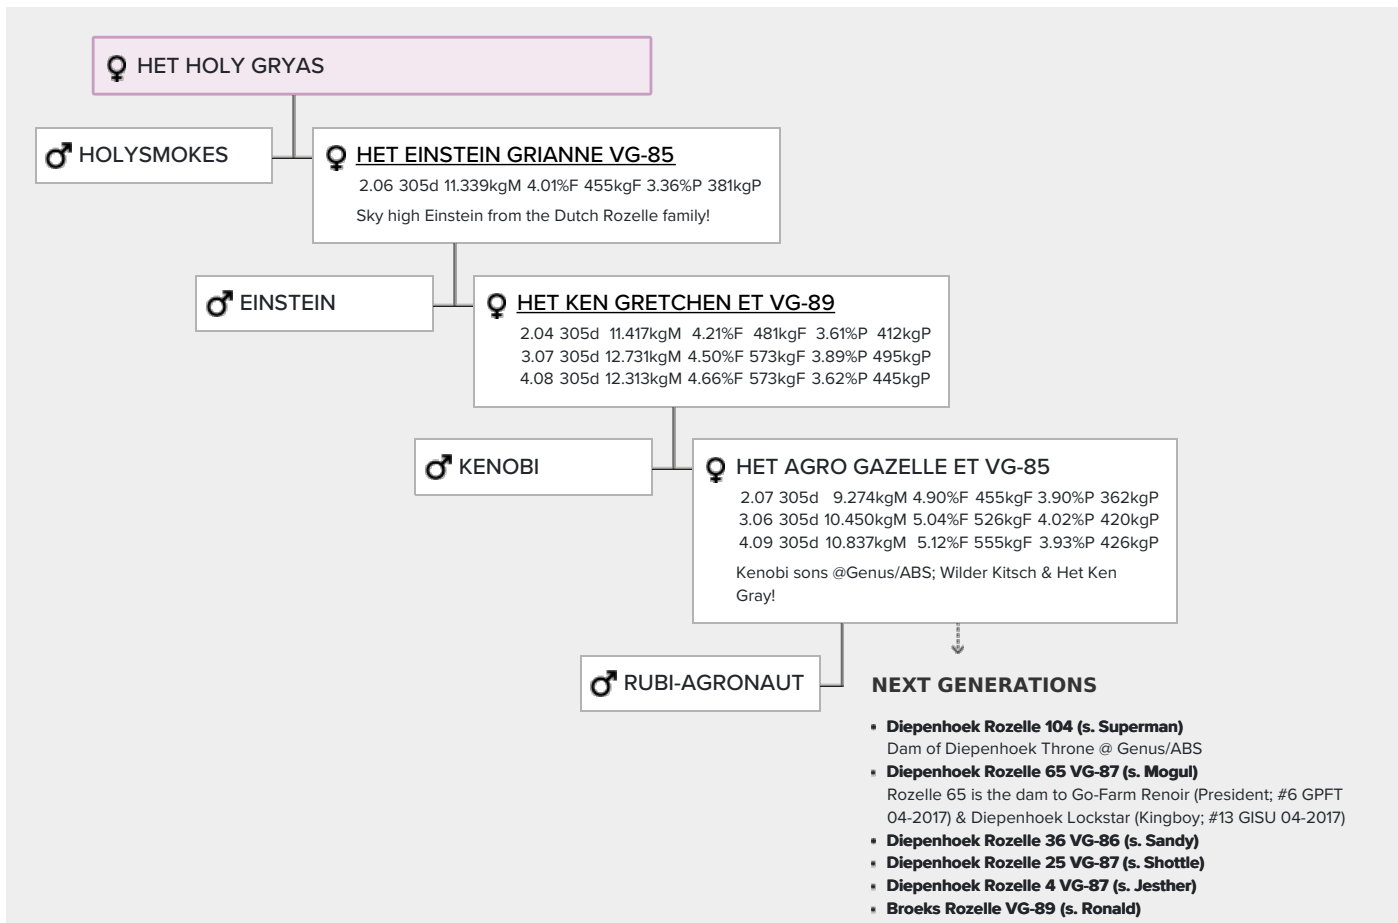 HET HOLY GRYAS
HOLYSMOKES
HET EINSTEIN GRIANNE VG-85
2.06 305d 11.339kgM 4.01%F 455kgF 3.36%P 381kgP
Sky high Einstein from the Dutch Rozelle family!
EINSTEIN
HET KEN GRETCHEN ET VG-89
2.04 305d 11.417kgM 4.21%F 481kgF 3.61%P 412kgP
3.07 305d 12.731kgM 4.50%F 573kgF 3.89%P 495kgP
4.08 305d 12.313kgM 4.66%F 573kgF 3.62%P 445kgP
KENOBI
HET AGRO GAZELLE ET VG-85
2.07 305d 9.274kgM 4.90%F 455kgF 3.90%P 362kgP
3.06 305d 10.450kgM 5.04%F 526kgF 4.02%P 420kgP
4.09 305d 10.837kgM 5.12%F 555kgF 3.93%P 426kgP
Kenobi sons @Genus/ABS; Wilder Kitsch & Het Ken
Gray!
RUBI-AGRONAUT
NEXT GENERATIONS
▪ Diepenhoek Rozelle 104 (s. Superman)
Dam of Diepenhoek Throne @ Genus/ABS
▪ Diepenhoek Rozelle 65 VG-87 (s. Mogul)
Rozelle 65 is the dam to Go-Farm Renoir (President; #6 GPFT
04-2017) & Diepenhoek Lockstar (Kingboy; #13 GISU 04-2017)
▪ Diepenhoek Rozelle 36 VG-86 (s. Sandy)
▪ Diepenhoek Rozelle 25 VG-87 (s. Shottle)
▪ Diepenhoek Rozelle 4 VG-87 (s. Jesther)
▪ Broeks Rozelle VG-89 (s. Ronald)